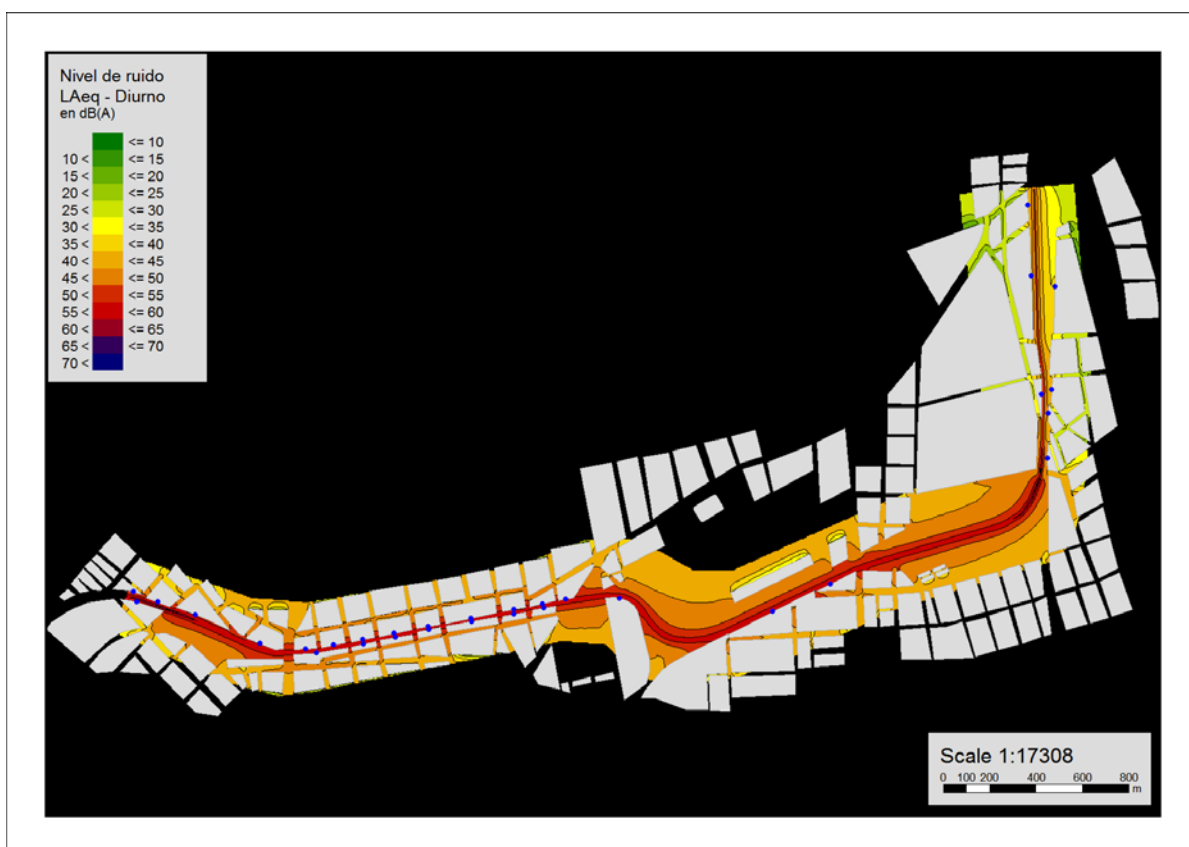 Nivel de ruido
LAeq - Diurno
en dB(A)
<= 10
10 < <= 15
15 < <= 20
20 < <= 25
25 < <= 30
30 < <= 35
35 < <= 40
40 < <= 45
45 < <= 50
50 < <= 55
55 < <= 60
60 < <= 65
65 < <= 70
70 <
Scale 1:17308
0 100 200 400 600 800
m